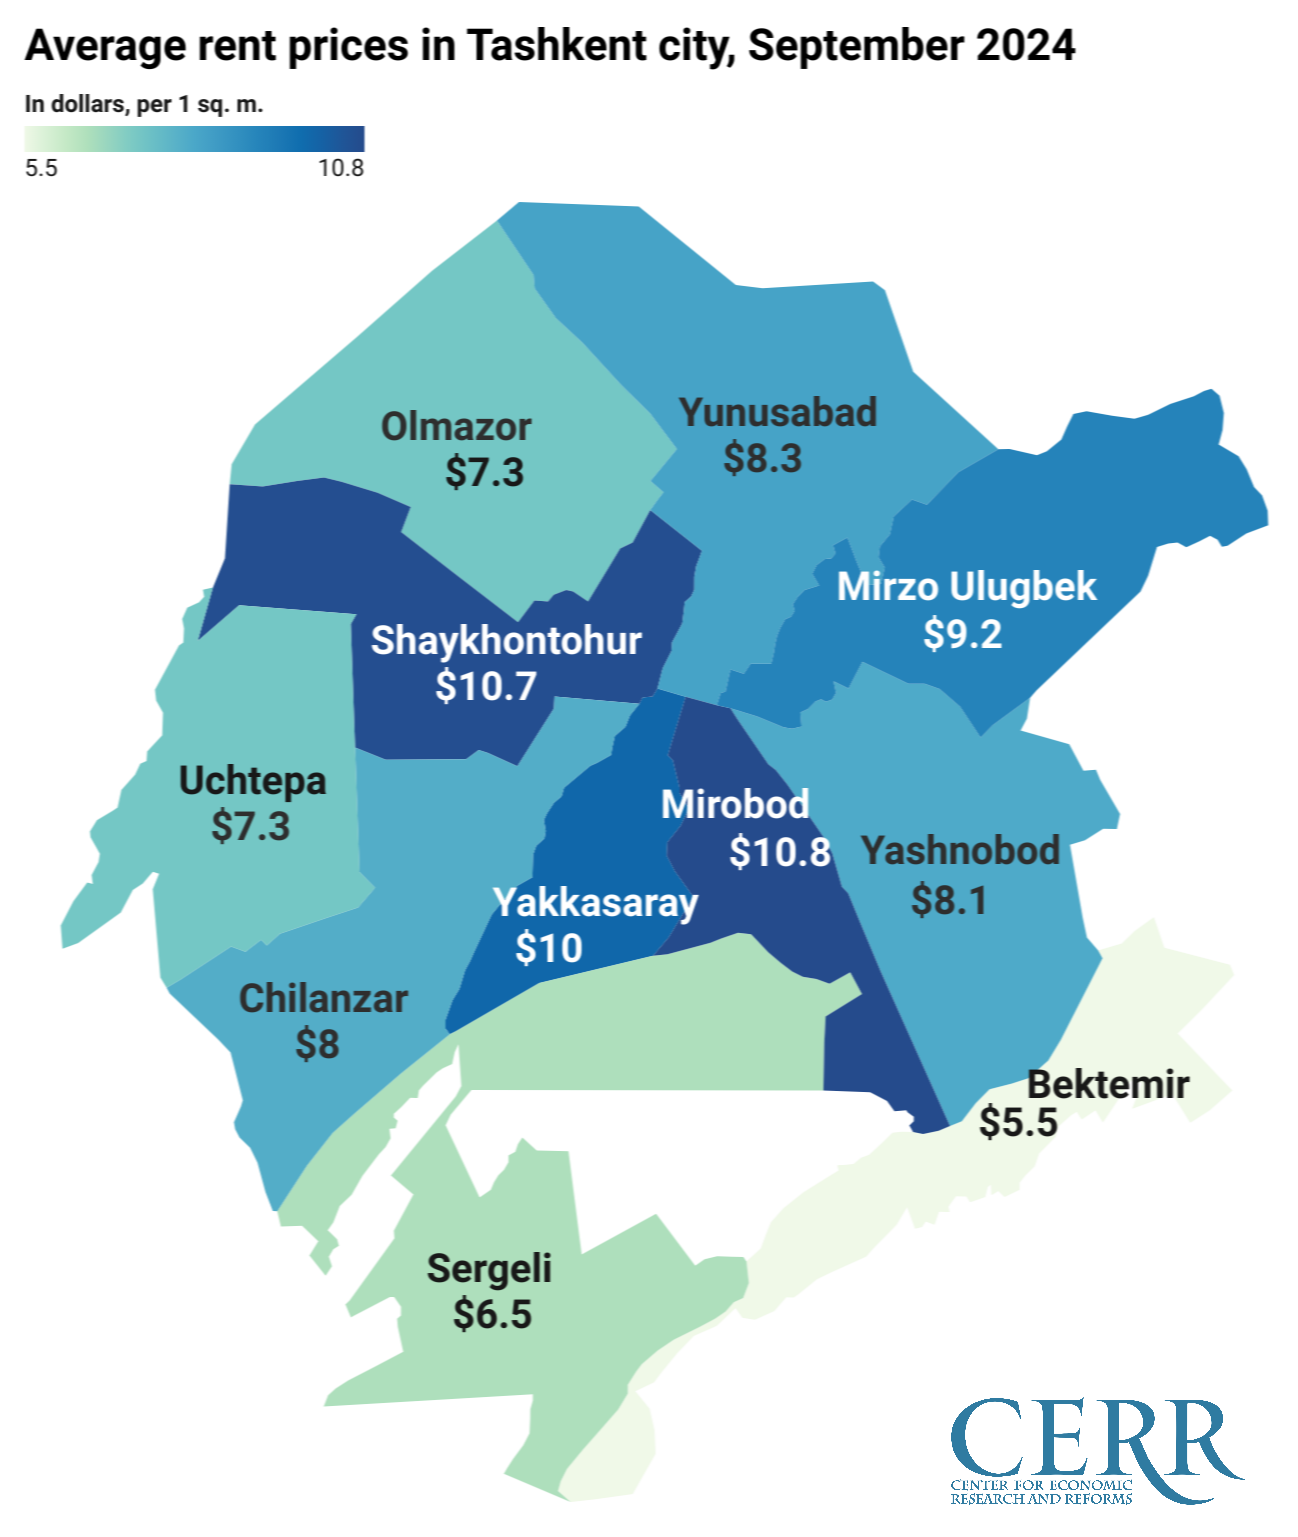 Average rent prices in Tashkent city, September 2024
In dollars, per 1 sq. m.
5.5 10.8
Olmazor
$7.3
Yunusabad
$8.3
Mirzo Ulugbek
$9.2
Shaykhontohur
$10.7
Uchtepa
$7.3
Mirobod
$10.8
Yashnobod
$8.1
Yakkasaray
$10
Chilanzar
$8
Bektemir
$5.5
Sergeli
$6.5
CERR
CENTER FOR ECONOMIC
RESEARCH AND REFORMS